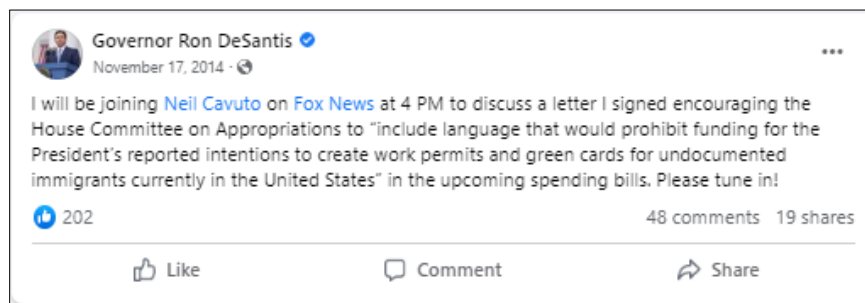 Governor Ron DeSantis
November 17, 2014 ·
I will be joining Neil Cavuto on Fox News at 4 PM to discuss a letter I signed encouraging the
House Committee on Appropriations to “include language that would prohibit funding for the
President’s reported intentions to create work permits and green cards for undocumented
immigrants currently in the United States” in the upcoming spending bills. Please tune in!
202 48 comments 19 shares
Like Comment Share